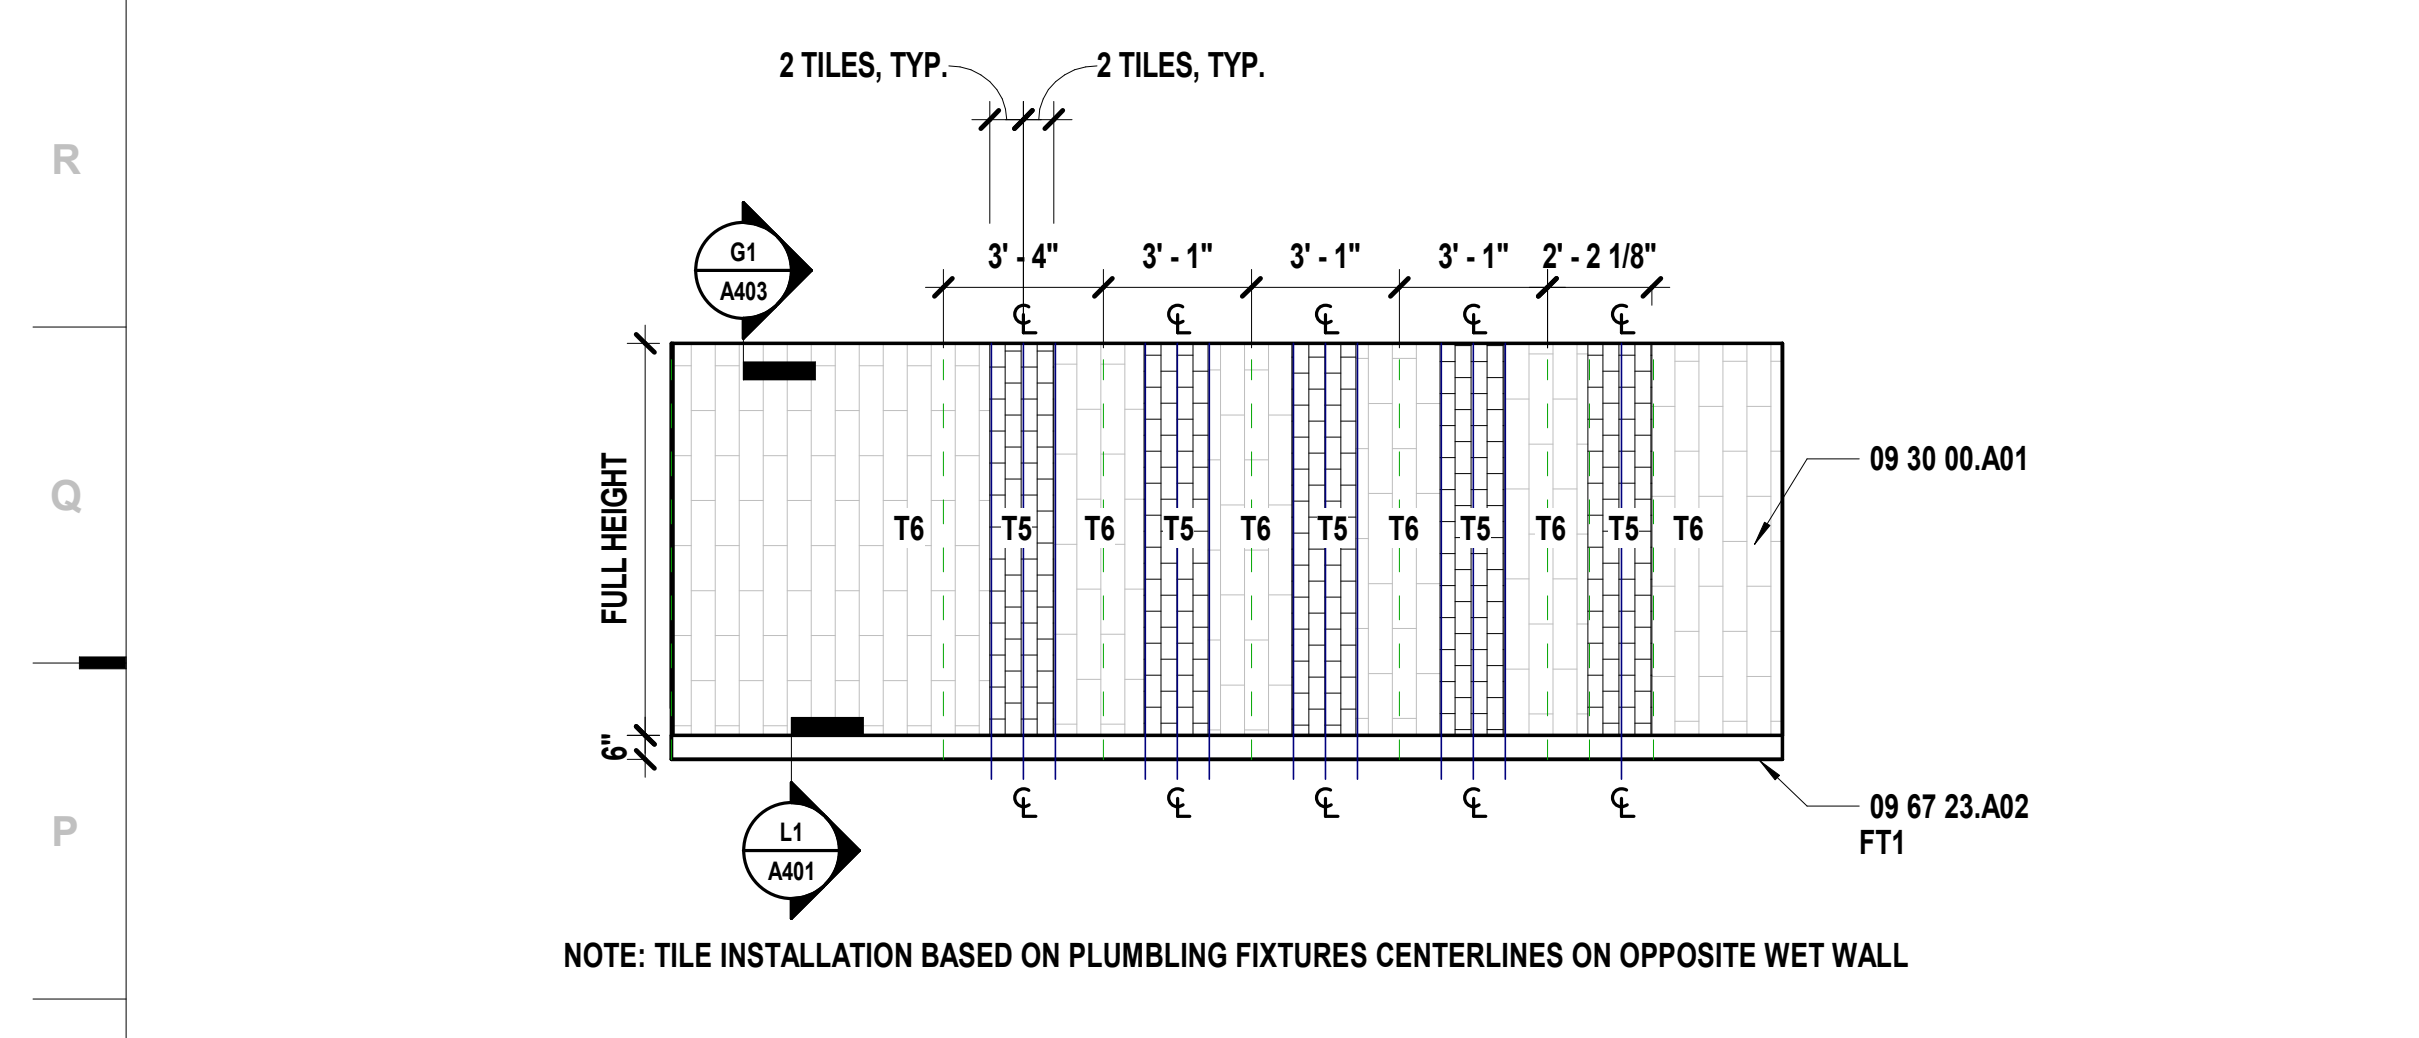 2 TILES, TYP. 2 TILES, TYP.
R
G1
A403
3' - 4" 3' - 1" 3' - 1" 3' - 1" 2' - 2 1/8"
℄ ℄ ℄ ℄ ℄
09 30 00.A01
Q
FULL HEIGHT
T6 T5 T6 T5 T6 T5 T6 T5 T6 T5 T6
6"
℄ ℄ ℄ ℄ ℄
09 67 23.A02
FT1
P
L1
A401
NOTE: TILE INSTALLATION BASED ON PLUMBLING FIXTURES CENTERLINES ON OPPOSITE WET WALL